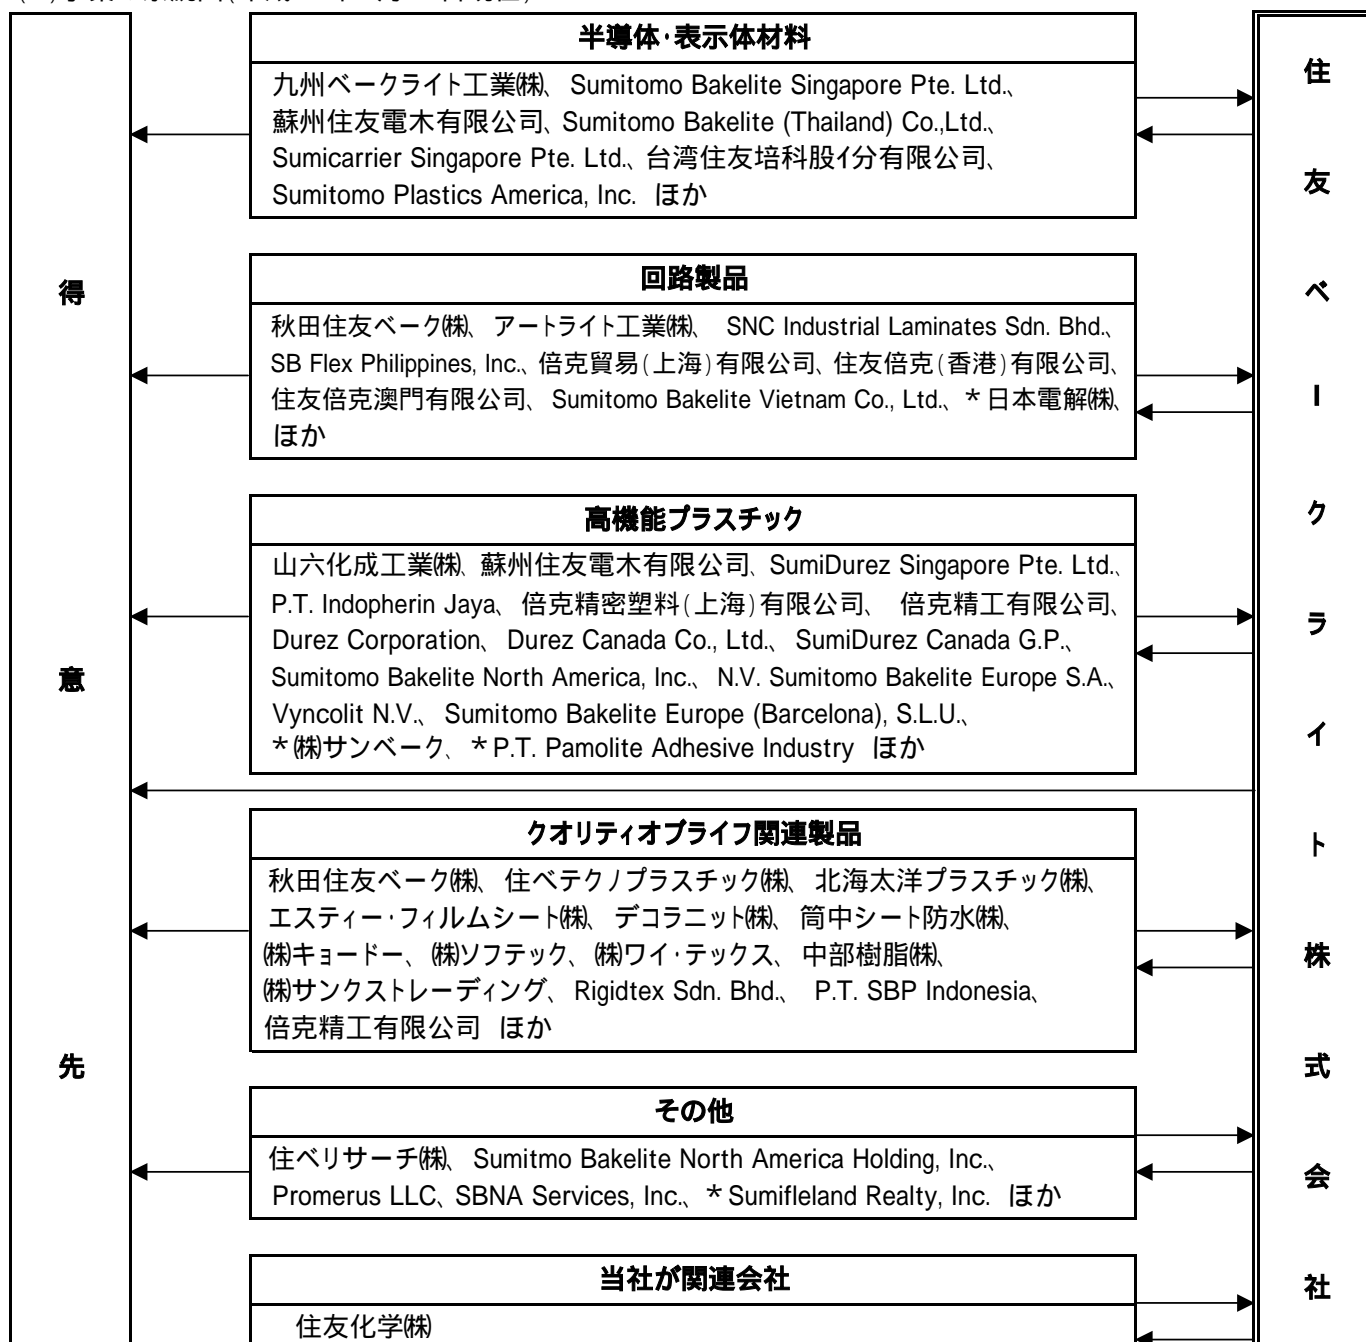 半導体・表示体材料
九州ベークライト工業㈱、 Sumitomo Bakelite Singapore Pte. Ltd.、
蘇州住友電木有限公司、Sumitomo Bakelite (Thailand) Co.,Ltd.、
Sumicarrier Singapore Pte. Ltd.、台湾住友培科股イ分有限公司、
Sumitomo Plastics America, Inc. ほか
回路製品
秋田住友ベーク㈱、 アートライト工業㈱、 SNC Industrial Laminates Sdn. Bhd.、
SB Flex Philippines, Inc.、倍克貿易(上海)有限公司、住友倍克(香港)有限公司、
住友倍克澳門有限公司、 Sumitomo Bakelite Vietnam Co., Ltd.、*日本電解㈱、
ほか
高機能プラスチック
山六化成工業㈱、蘇州住友電木有限公司、SumiDurez Singapore Pte. Ltd.、
P.T. Indopherin Jaya、 倍克精密塑料(上海)有限公司、 倍克精工有限公司、
Durez Corporation、 Durez Canada Co., Ltd.、 SumiDurez Canada G.P.、
Sumitomo Bakelite North America, Inc.、 N.V. Sumitomo Bakelite Europe S.A.、
Vyncolit N.V.、 Sumitomo Bakelite Europe (Barcelona), S.L.U.、
*㈱サンベーク、 *P.T. Pamolite Adhesive Industry ほか
クオリティオブライフ関連製品
秋田住友ベーク㈱、 住ベテクノプラスチック㈱、 北海太洋プラスチック㈱、
エスティー・フィルムシート㈱、 デコラニット㈱、 筒中シート防水㈱、
㈱キョードー、 ㈱ソフテック、 ㈱ワイ・テックス、 中部樹脂㈱、
㈱サンクストレーディング、 Rigidtex Sdn. Bhd.、 P.T. SBP Indonesia、
倍克精工有限公司 ほか
その他
住ベリサーチ㈱、 Sumitmo Bakelite North America Holding, Inc.、
Promerus LLC、SBNA Services, Inc.、 *Sumifleland Realty, Inc. ほか
当社が関連会社
住友化学㈱
得意先
住友ベークライト株式会社